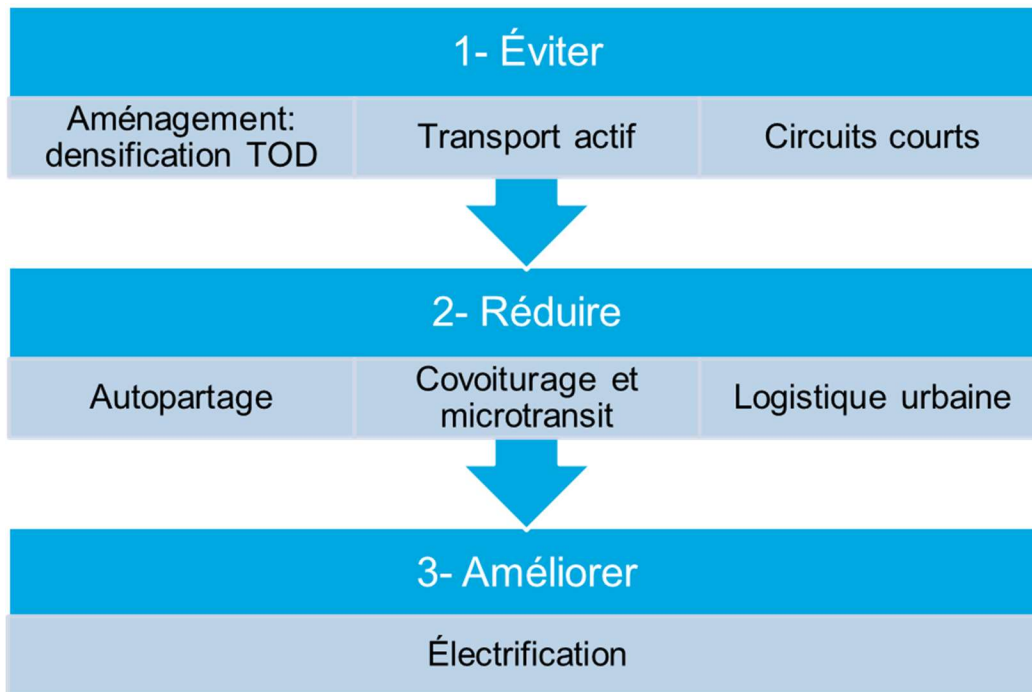 1- Éviter
Aménagement:
densification TOD
Transport actif
Circuits courts
2- Réduire
Autopartage
Covoiturage et
microtransit
Logistique urbaine
3- Améliorer
Électrification